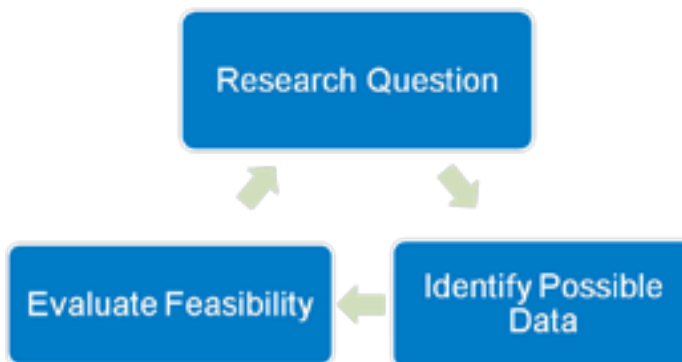 Research Question
Evaluate Feasibility
Identify Possible
Data